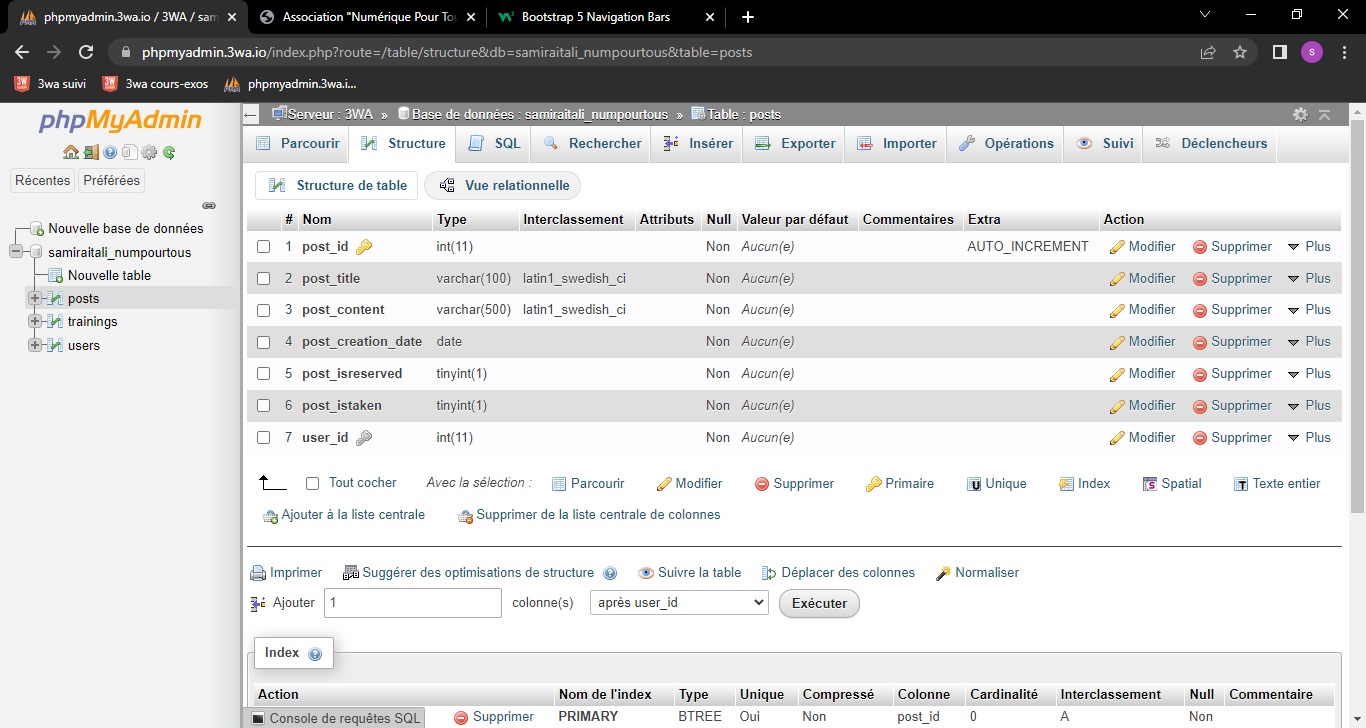 phpmyadmin.3wa.io / 3WA / sam
Association "Numérique Pour Tou
Bootstrap 5 Navigation Bars
phpmyadmin.3wa.io/index.php?route=/table/structure&db=samiraitali_numpourtous&table=posts
S
3wa suivi 3wa cours-exos phpmyadmin.3wa.i...
phpMyAdmin
Récentes Préférées
Nouvelle base de données
samiraitali_numpourtous
Nouvelle table
posts
trainings
users
Serveur : 3WA » Base de données : samiraitali_numpourtous » Table : posts
Parcourir Structure SQL Rechercher Insérer Exporter Importer Opérations Suivi Déclencheurs
Structure de table Vue relationnelle
# Nom Type Interclassement Attributs Null Valeur par défaut Commentaires Extra Action
1 post_id int(11) Non Aucun(e) AUTO_INCREMENT Modifier Supprimer Plus
2 post_title varchar(100) latin1_swedish_ci Non Aucun(e) Modifier Supprimer Plus
3 post_content varchar(500) latin1_swedish_ci Non Aucun(e) Modifier Supprimer Plus
4 post_creation_date date Non Aucun(e) Modifier Supprimer Plus
5 post_isreserved tinyint(1) Non Aucun(e) Modifier Supprimer Plus
6 post_istaken tinyint(1) Non Aucun(e) Modifier Supprimer Plus
7 user_id int(11) Non Aucun(e) Modifier Supprimer Plus
Tout cocher Avec la sélection : Parcourir Modifier Supprimer Primaire Unique Index Spatial Texte entier
Ajouter à la liste centrale Supprimer de la liste centrale de colonnes
Imprimer Suggérer des optimisations de structure Suivre la table Déplacer des colonnes Normaliser
Ajouter 1 colonne(s) après user_id Exécuter
Index
Action Nom de l'index Type Unique Compressé Colonne Cardinalité Interclassement Null Commentaire
Console de requêtes SQL Supprimer PRIMARY BTREE Oui Non post_id 0 A Non